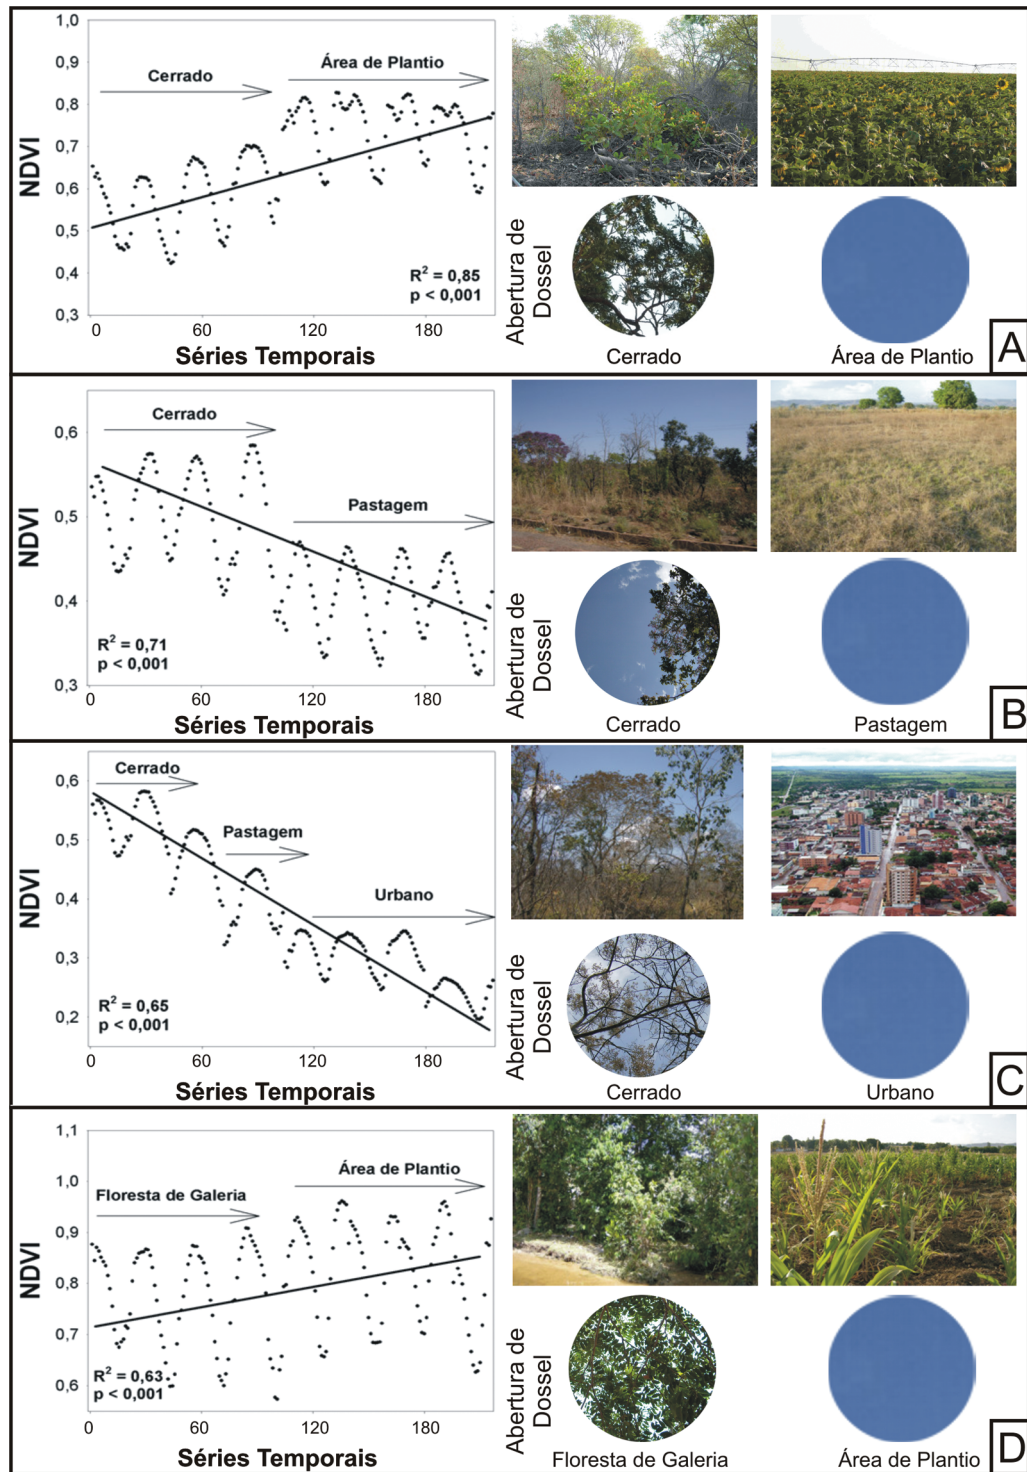 1,0
0,9
0,8
0,7
0,6
0,5
0,4
0,3
NDVI
Cerrado
Área de Plantio
R² = 0,85
p < 0,001
0
60
120
180
Séries Temporais
Abertura de
Dossel
Cerrado
Área de Plantio
A
0,6
0,5
0,4
0,3
NDVI
Cerrado
Pastagem
R² = 0,71
p < 0,001
0
60
120
180
Séries Temporais
Abertura de
Dossel
Cerrado
Pastagem
B
0,6
0,5
0,4
0,3
0,2
NDVI
Cerrado
Pastagem
Urbano
R² = 0,65
p < 0,001
0
60
120
180
Séries Temporais
Abertura de
Dossel
Cerrado
Urbano
C
1,1
1,0
0,9
0,8
0,7
0,6
NDVI
Floresta de Galeria
Área de Plantio
R² = 0,63
p < 0,001
0
60
120
180
Séries Temporais
Abertura de
Dossel
Floresta de Galeria
Área de Plantio
D